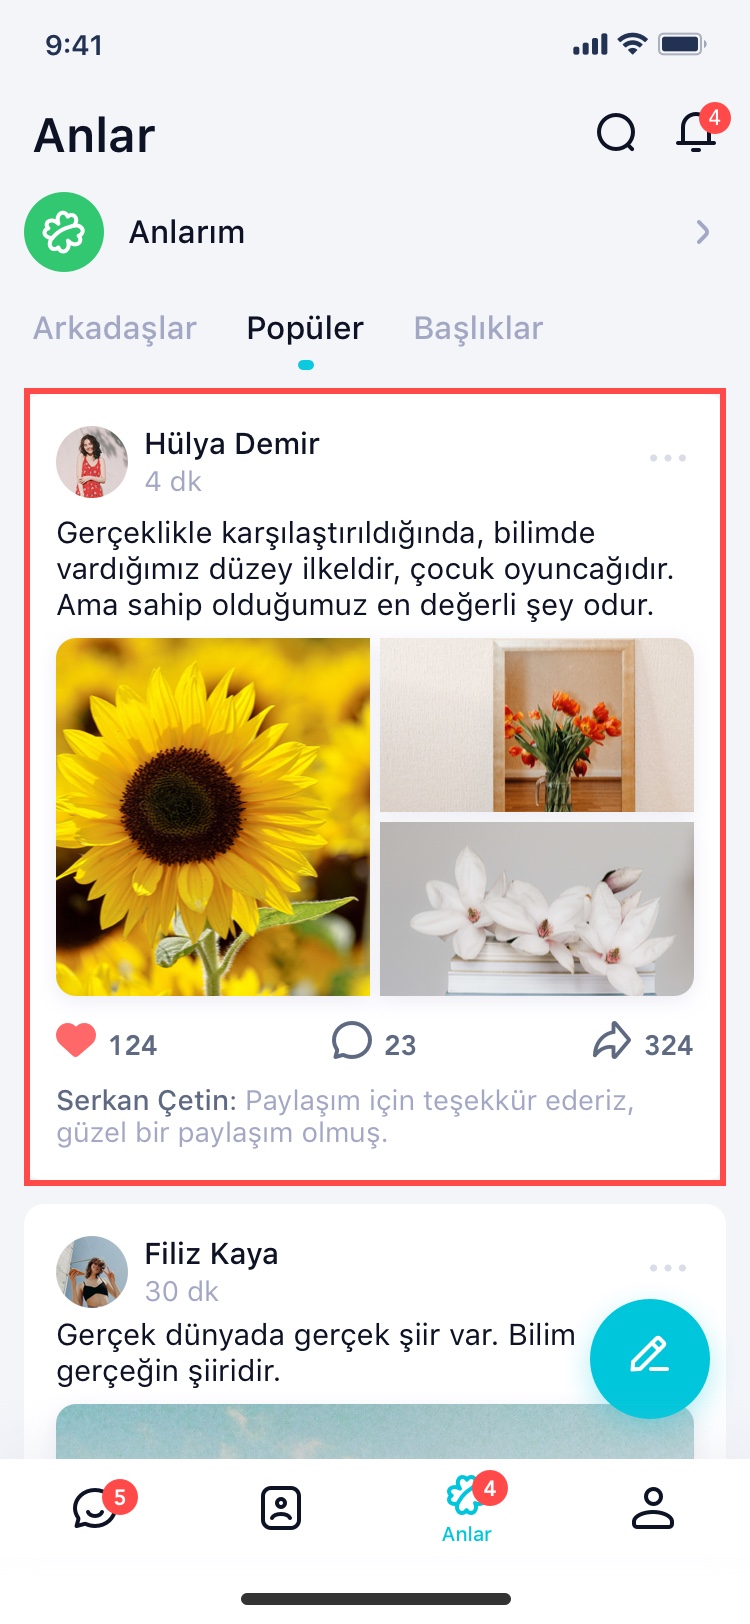 9:41
Anlar
4
Anlarım
Arkadaşlar Popüler Başlıklar
Hülya Demir
4 dk
Gerçeklikle karşılaştırıldığında, bilimde
vardığımız düzey ilkeldir, çocuk oyuncağıdır.
Ama sahip olduğumuz en değerli şey odur.
124 23 324
Serkan Çetin: Paylaşım için teşekkür ederiz,
güzel bir paylaşım olmuş.
Filiz Kaya
30 dk
Gerçek dünyada gerçek şiir var. Bilim
gerçeğin şiiridir.
5
4
Anlar